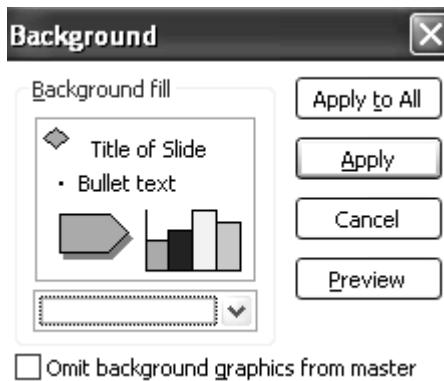 Background
Background fill
Title of Slide
• Bullet text
Apply to All
Apply
Cancel
Preview
Omit background graphics from master